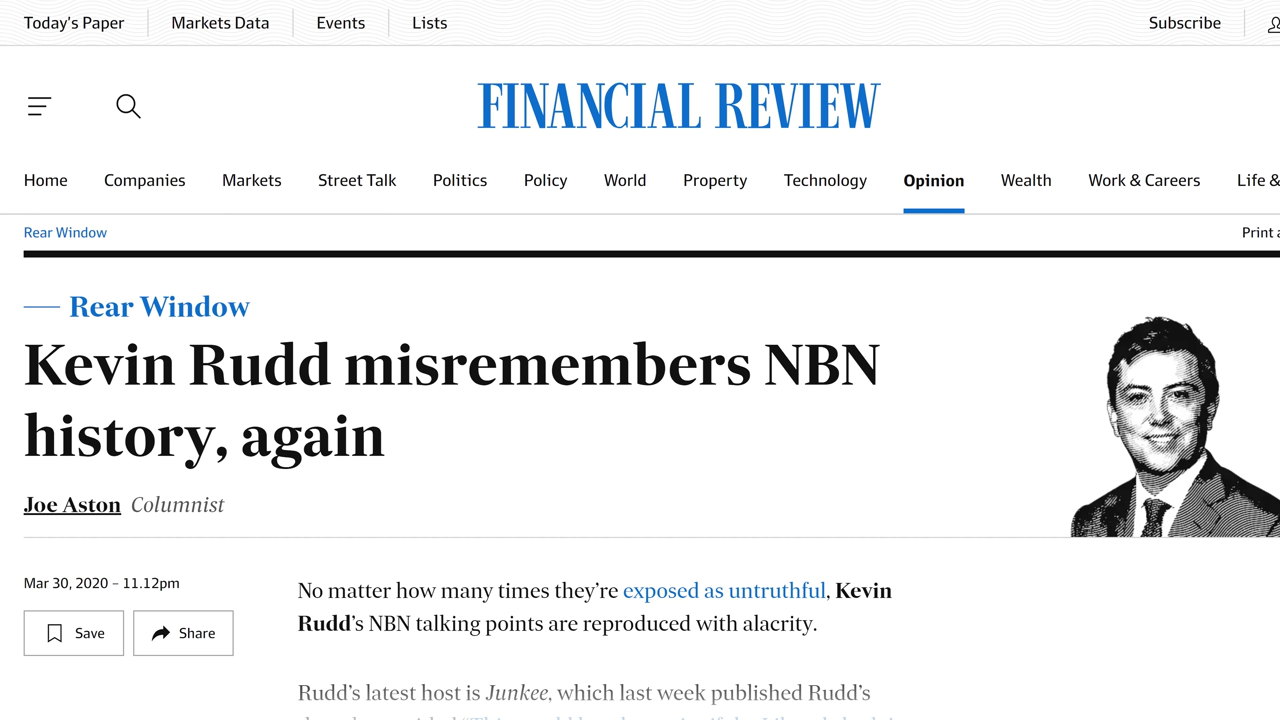 Today's Paper Markets Data Events Lists Subscribe
FINANCIAL REVIEW
Home Companies Markets Street Talk Politics Policy World Property Technology Opinion Wealth Work & Careers Life &
Rear Window Print
— Rear Window
Kevin Rudd misremembers NBN
history, again
Joe Aston Columnist
Mar 30, 2020 – 11.12pm
Save Share
No matter how many times they're exposed as untruthful, Kevin
Rudd's NBN talking points are reproduced with alacrity.
Rudd's latest host is Junkee, which last week published Rudd's